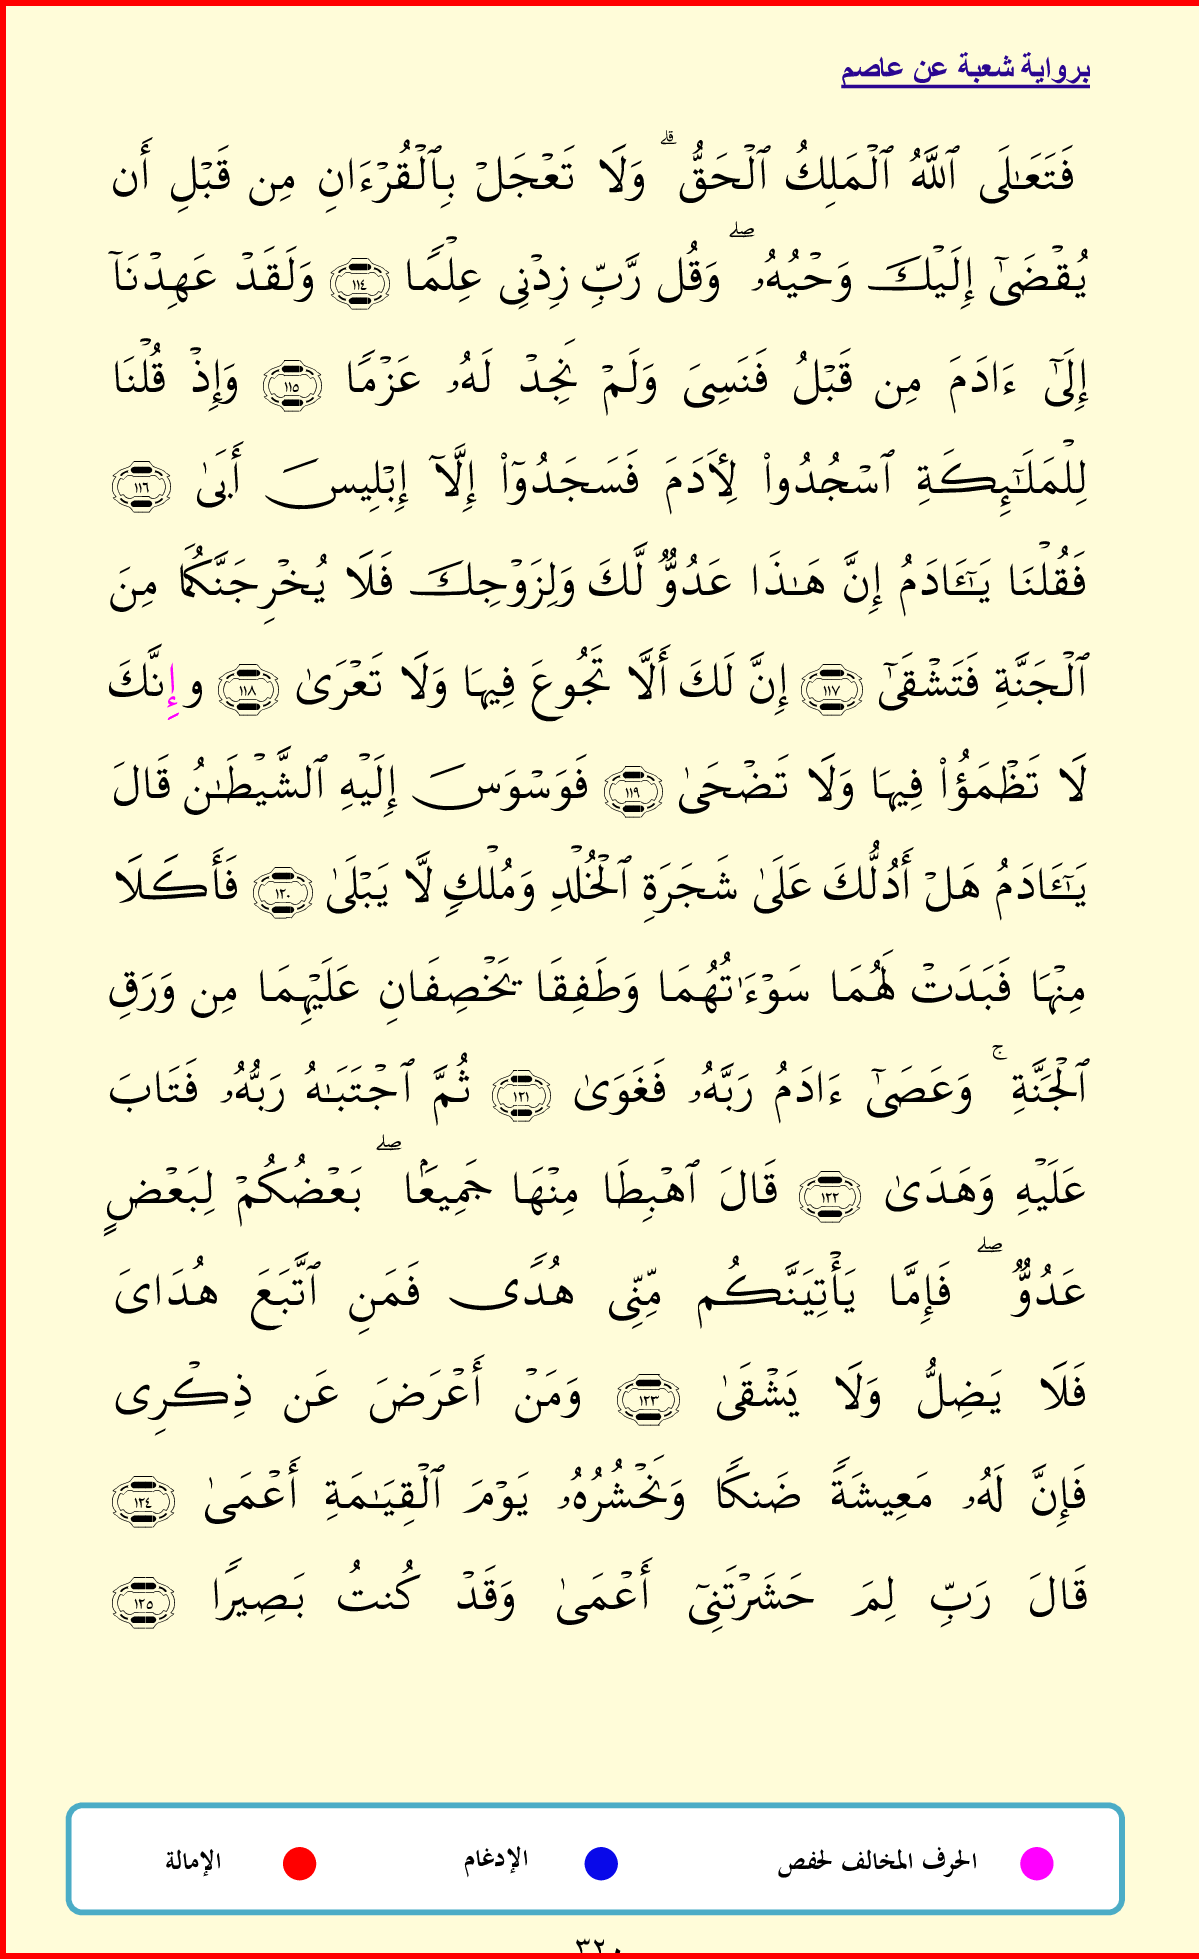 برواية شعبة عن عاصم
فَتَعَـٰلَى ٱللَّهُ ٱلۡمَلِكُ ٱلۡحَقُّ ۗ وَلَا تَعۡجَلۡ بِٱلۡقُرۡءَانِ مِن قَبۡلِ أَن
يُقۡضَىٰٓ إِلَيۡكَ وَحۡيُهُۥ ۖ وَقُل رَّبِّ زِدۡنِى عِلۡمًا ١١٤ وَلَقَدۡ عَهِدۡنَآ
إِلَىٰٓ ءَادَمَ مِن قَبۡلُ فَنَسِىَ وَلَمۡ نَجِدۡ لَهُۥ عَزۡمًا ١١٥ وَإِذۡ قُلۡنَا
لِلۡمَلَـٰٓئِكَةِ ٱسۡجُدُوا۟ لِأَدَمَ فَسَجَدُوٓا۟ إِلَّآ إِبۡلِيسَ أَبَىٰ ١١٦
فَقُلۡنَا يَـٰٓـَٔادَمُ إِنَّ هَـٰذَا عَدُوٌّ لَّكَ وَلِزَوۡجِكَ فَلَا يُخۡرِجَنَّكُمَا مِنَ
ٱلۡجَنَّةِ فَتَشۡقَىٰٓ ١١٧ إِنَّ لَكَ أَلَّا تَجُوعَ فِيهَا وَلَا تَعۡرَىٰ ١١٨ وإِنَّكَ
لَا تَظۡمَؤُا۟ فِيهَا وَلَا تَضۡحَىٰ ١١٩ فَوَسۡوَسَ إِلَيۡهِ ٱلشَّيۡطَـٰنُ قَالَ
يَـٰٓـَٔادَمُ هَلۡ أَدُلُّكَ عَلَىٰ شَجَرَةِ ٱلۡخُلۡدِ وَمُلۡكٍ لَّا يَبۡلَىٰ ١٢٠ فَأَكَلَا
مِنۡهَا فَبَدَتۡ لَهُمَا سَوۡءَٰتُهُمَا وَطَفِقَا يَخۡصِفَانِ عَلَيۡهِمَا مِن وَرَقِ
ٱلۡجَنَّةِ ۚ وَعَصَىٰٓ ءَادَمُ رَبَّهُۥ فَغَوَىٰ ١٢١ ثُمَّ ٱجۡتَبَـٰهُ رَبُّهُۥ فَتَابَ
عَلَيۡهِ وَهَدَىٰ ١٢٢ قَالَ ٱهۡبِطَا مِنۡهَا جَمِيعًۢا ۖ بَعۡضُكُمۡ لِبَعۡضٍ
عَدُوٌّ ۖ فَإِمَّا يَأۡتِيَنَّكُم مِّنِّى هُدًى فَمَنِ ٱتَّبَعَ هُدَاىَ
فَلَا يَضِلُّ وَلَا يَشۡقَىٰ ١٢٣ وَمَنۡ أَعۡرَضَ عَن ذِكۡرِى
فَإِنَّ لَهُۥ مَعِيشَةً ضَنكًا وَنَحۡشُرُهُۥ يَوۡمَ ٱلۡقِيَـٰمَةِ أَعۡمَىٰ ١٢٤
قَالَ رَبِّ لِمَ حَشَرۡتَنِىٓ أَعۡمَىٰ وَقَدۡ كُنتُ بَصِيرًا ١٢٥
الحرف المخالف لحفص الإدغام الإمالة
٣٢٠